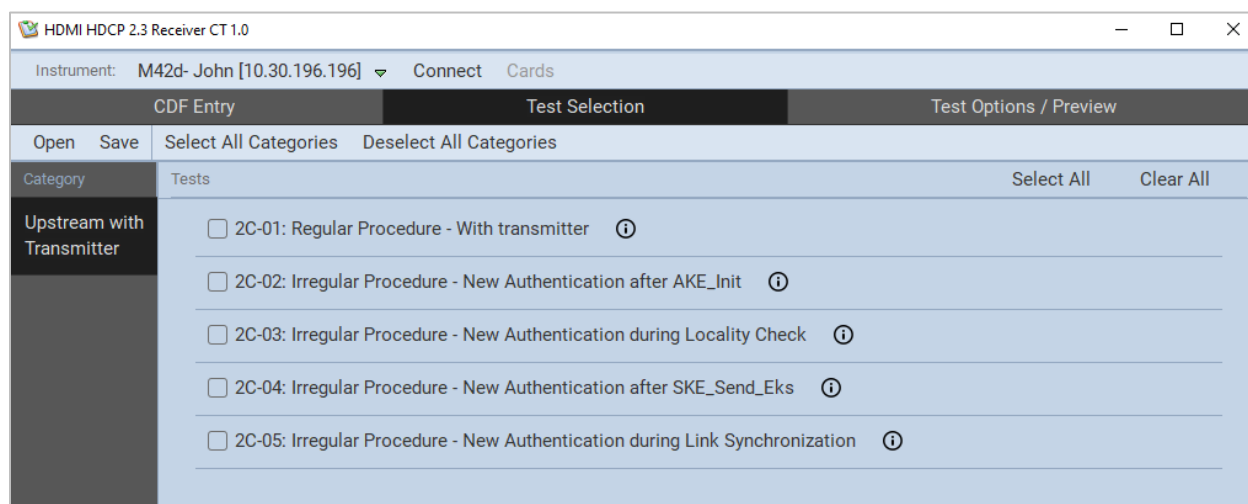 HDMI HDCP 2.3 Receiver CT 1.0
Instrument: M42d- John [10.30.196.196] Connect Cards
CDF Entry Test Selection Test Options / Preview
Open Save Select All Categories Deselect All Categories
Category Tests Select All Clear All
Upstream with
Transmitter
2C-01: Regular Procedure - With transmitter
2C-02: Irregular Procedure - New Authentication after AKE_Init
2C-03: Irregular Procedure - New Authentication during Locality Check
2C-04: Irregular Procedure - New Authentication after SKE_Send_Eks
2C-05: Irregular Procedure - New Authentication during Link Synchronization